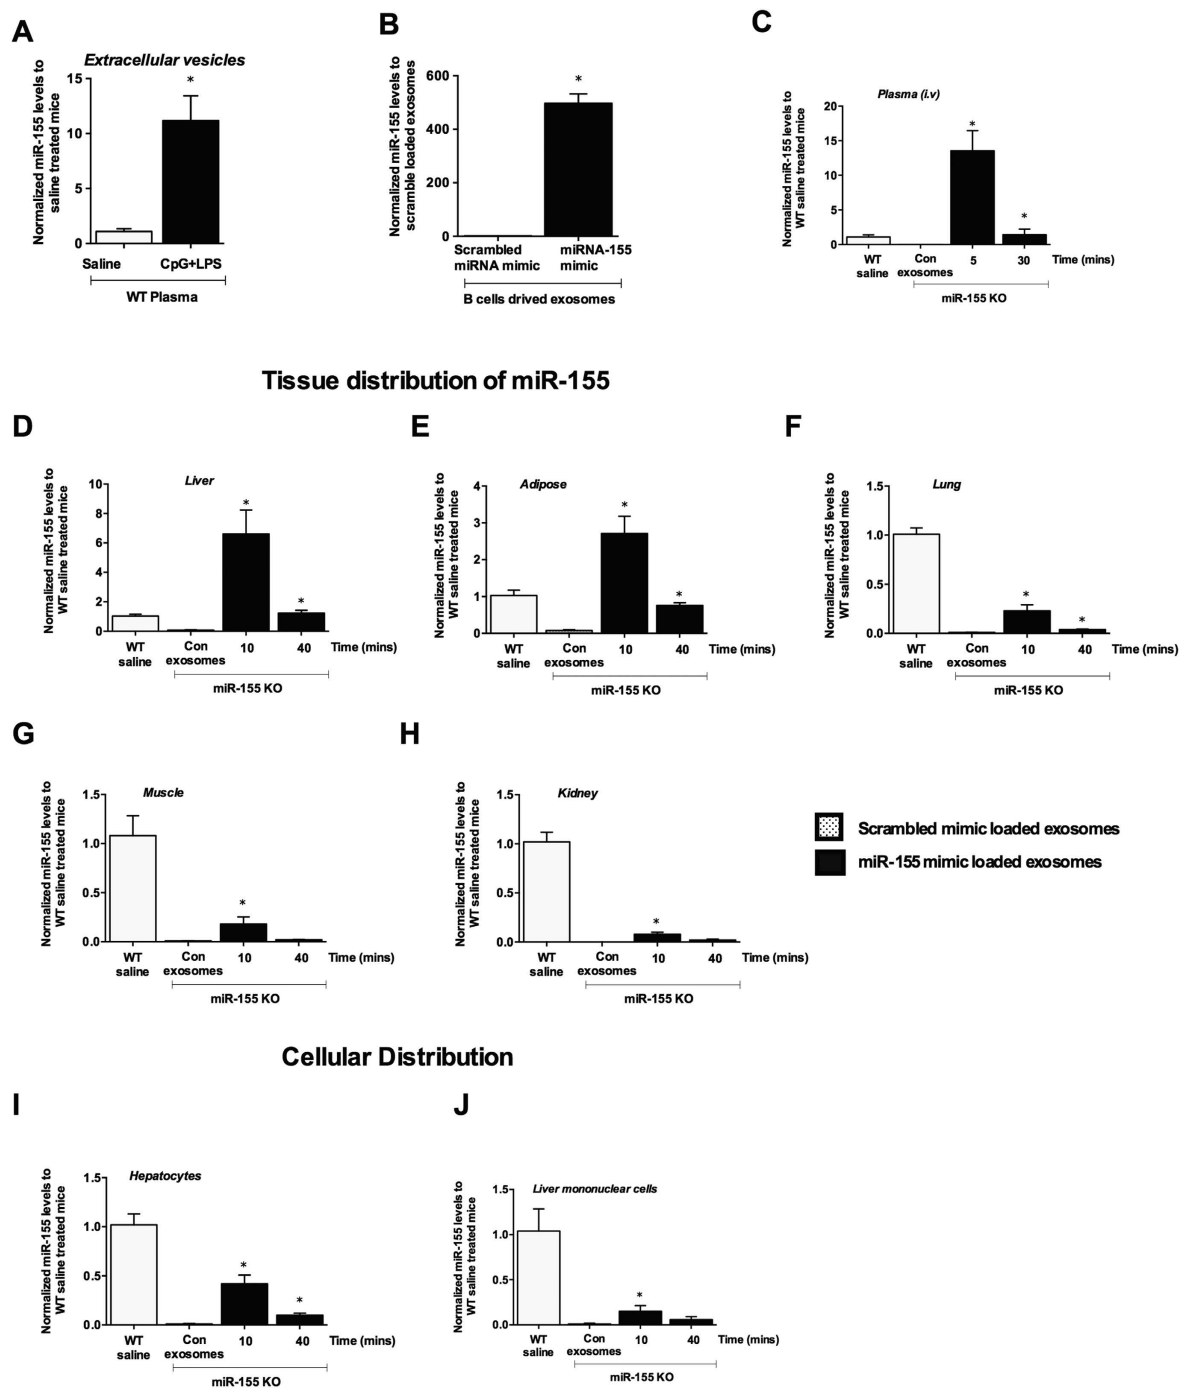 A
Extracellular vesicles
Normalized miR-155 levels to
saline treated mice
15
10
5
0
*
Saline
CpG+LPS
WT Plasma
B
Normalized miR-155 levels to
scramble loaded exosomes
600
400
200
0
*
Scrambled
miRNA mimic
miRNA-155
mimic
B cells drived exosomes
C
Plasma (i.v)
Normalized miR-155 levels to
WT saline treated mice
20
15
10
5
0
*
*
WT
saline
Con
exosomes
5
30
Time (mins)
miR-155 KO
Tissue distribution of miR-155
D
Liver
Normalized miR-155 levels to
WT saline treated mice
10
8
6
4
2
0
*
*
WT
saline
Con
exosomes
10
40
Time (mins)
miR-155 KO
E
Adipose
Normalized miR-155 levels to
WT saline treated mice
4
3
2
1
0
*
*
WT
saline
Con
exosomes
10
40
Time (mins)
miR-155 KO
F
Lung
Normalized miR-155 levels to
WT saline treated mice
1.5
1.0
0.5
0.0
*
*
WT
saline
Con
exosomes
10
40
Time (mins)
miR-155 KO
G
Muscle
Normalized miR-155 levels to
WT saline treated mice
1.5
1.0
0.5
0.0
*
WT
saline
Con
exosomes
10
40
Time (mins)
miR-155 KO
H
Kidney
Normalized miR-155 levels to
WT saline treated mice
1.5
1.0
0.5
0.0
*
WT
saline
Con
exosomes
10
40
Time (mins)
miR-155 KO
Scrambled mimic loaded exosomes
miR-155 mimic loaded exosomes
Cellular Distribution
I
Hepatocytes
Normalized miR-155 levels to
WT saline treated mice
1.5
1.0
0.5
0.0
*
*
WT
saline
Con
exosomes
10
40
Time (mins)
miR-155 KO
J
Liver mononuclear cells
Normalized miR-155 levels to
WT saline treated mice
1.5
1.0
0.5
0.0
*
WT
saline
Con
exosomes
10
40
Time (mins)
miR-155 KO